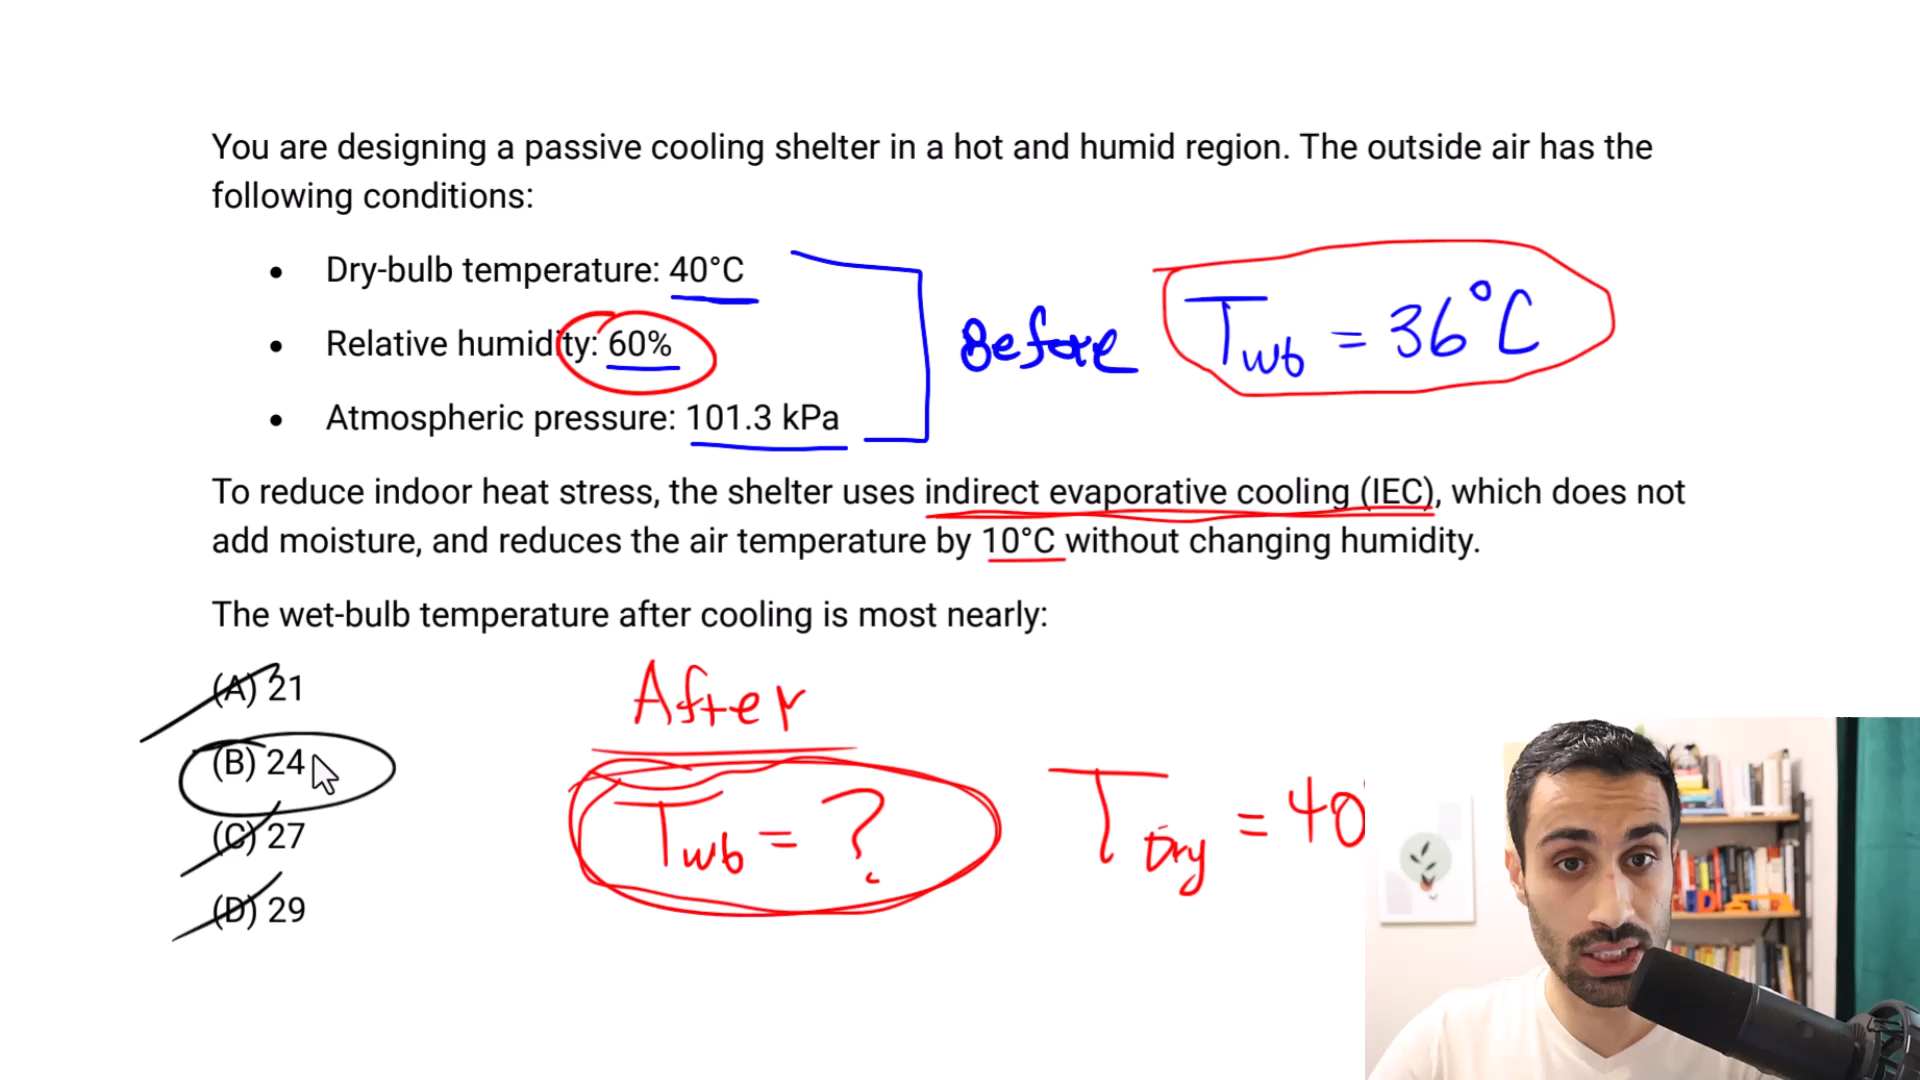 You are designing a passive cooling shelter in a hot and humid region. The outside air has the
following conditions:
• Dry-bulb temperature: 40°C
• Relative humidity: 60%
• Atmospheric pressure: 101.3 kPa
Before
Twb = 36°C
To reduce indoor heat stress, the shelter uses indirect evaporative cooling (IEC), which does not
add moisture, and reduces the air temperature by 10°C without changing humidity.
The wet-bulb temperature after cooling is most nearly:
(A) 21
(B) 24
(C) 27
(D) 29
After
Twb = ?
TDry = 40